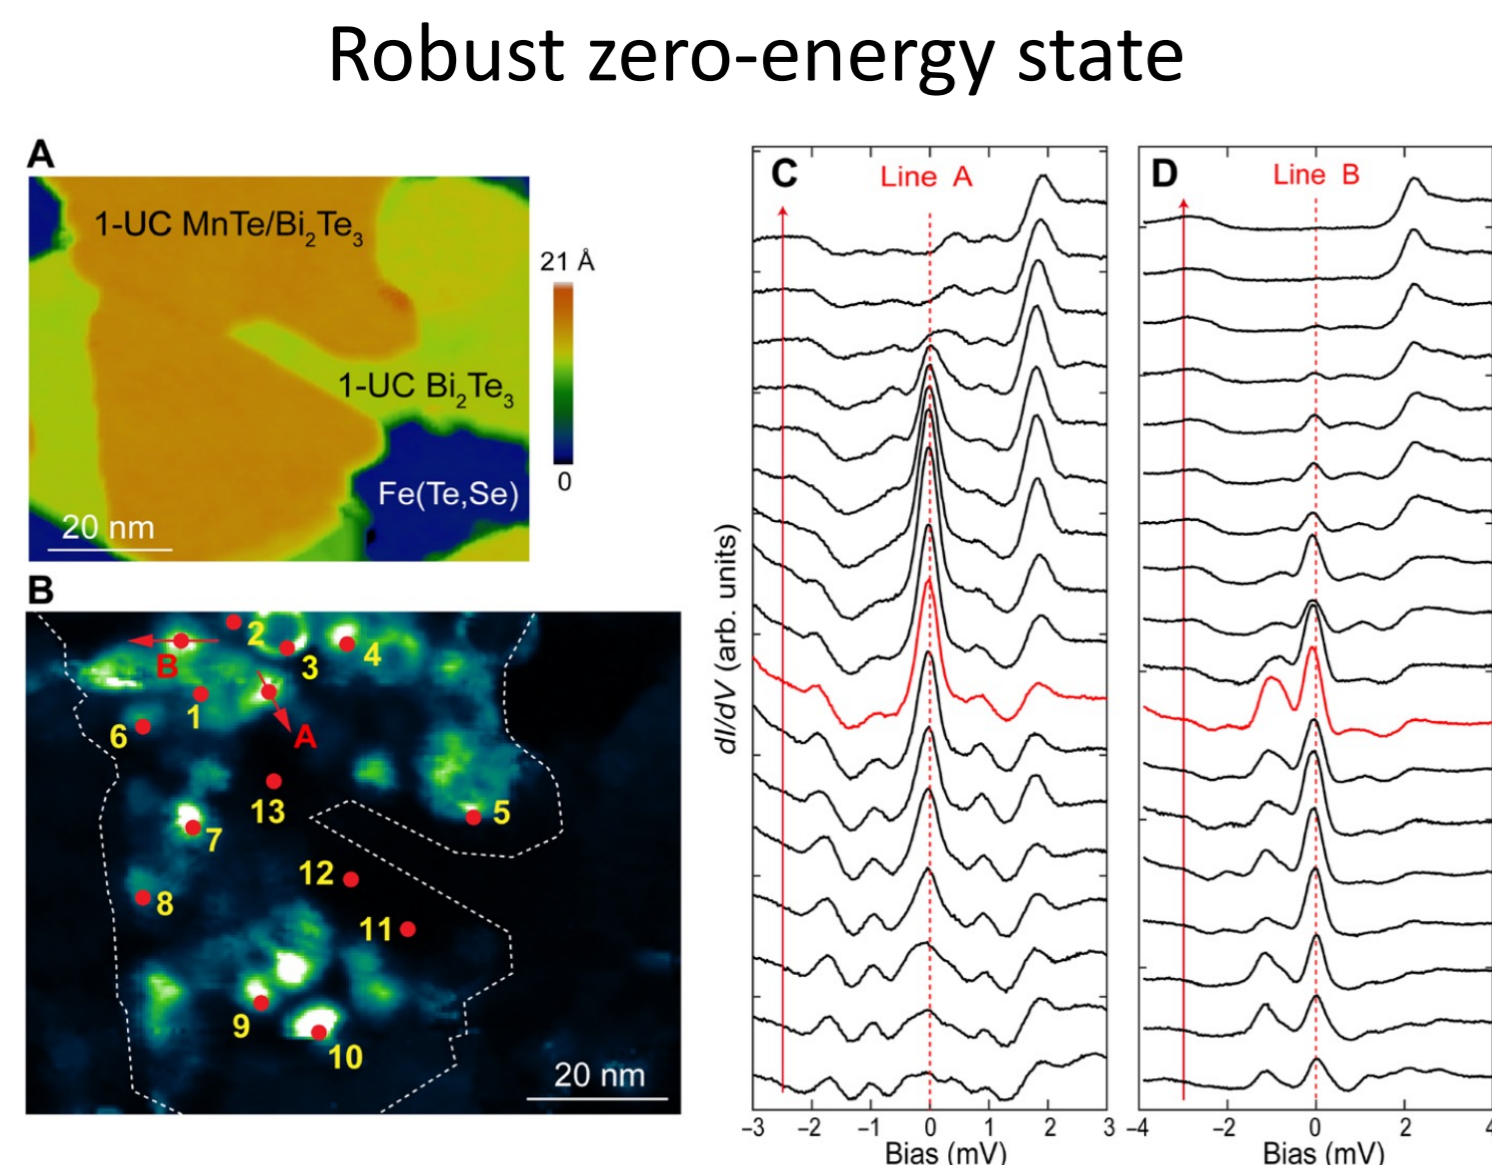 Robust zero-energy state
A
1-UC MnTe/Bi₂Te₃
21 Å
1-UC Bi₂Te₃
Fe(Te,Se)
0
20 nm
B
2
3
4
B
1
6
A
13
5
7
12
8
11
9
10
20 nm
C
Line A
dI/dV (arb. units)
−3 −2 −1 0 1 2 3
Bias (mV)
D
Line B
−4 −2 0 2 4
Bias (mV)